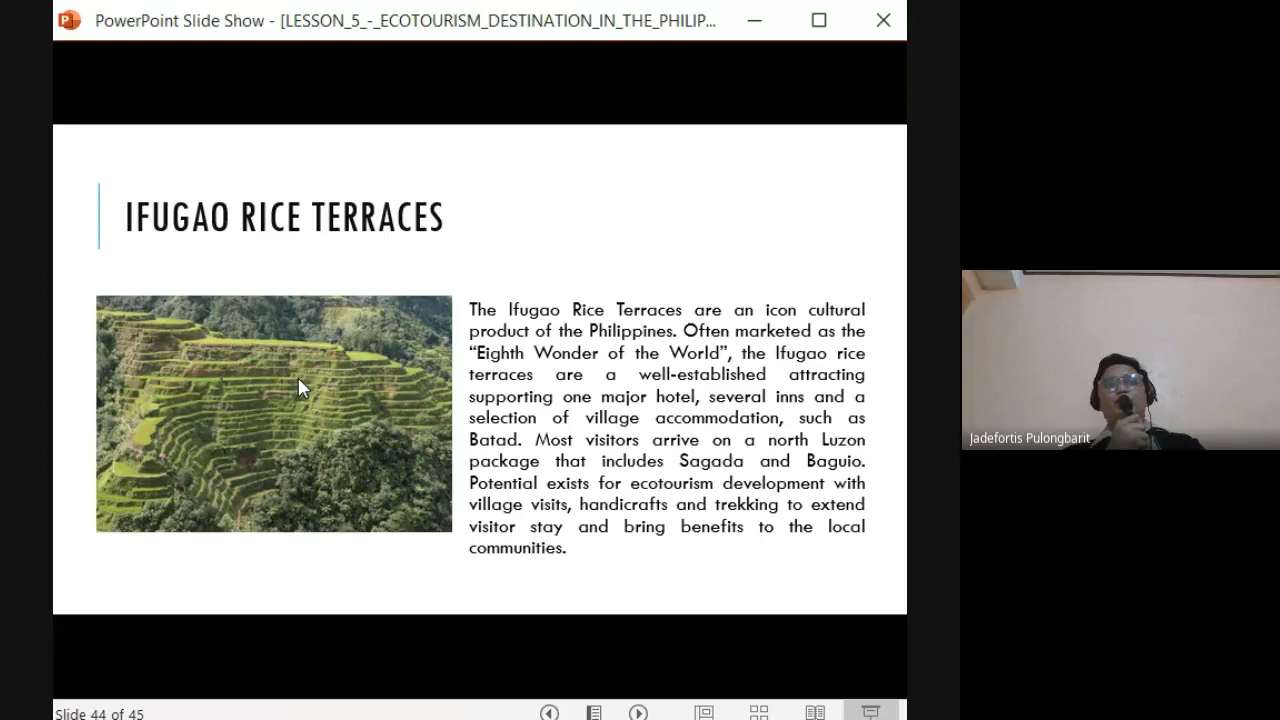 PowerPoint Slide Show - [LESSON_5_-_ECOTOURISM_DESTINATION_IN_THE_PHILIP...
IFUGAO RICE TERRACES
The Ifugao Rice Terraces are an icon cultural
product of the Philippines. Often marketed as the
“Eighth Wonder of the World”, the Ifugao rice
terraces are a well-established attracting
supporting one major hotel, several inns and a
selection of village accommodation, such as
Batad. Most visitors arrive on a north Luzon
package that includes Sagada and Baguio.
Potential exists for ecotourism development with
village visits, handicrafts and trekking to extend
visitor stay and bring benefits to the local
communities.
Jadefortis Pulongbarit
Slide 44 of 45